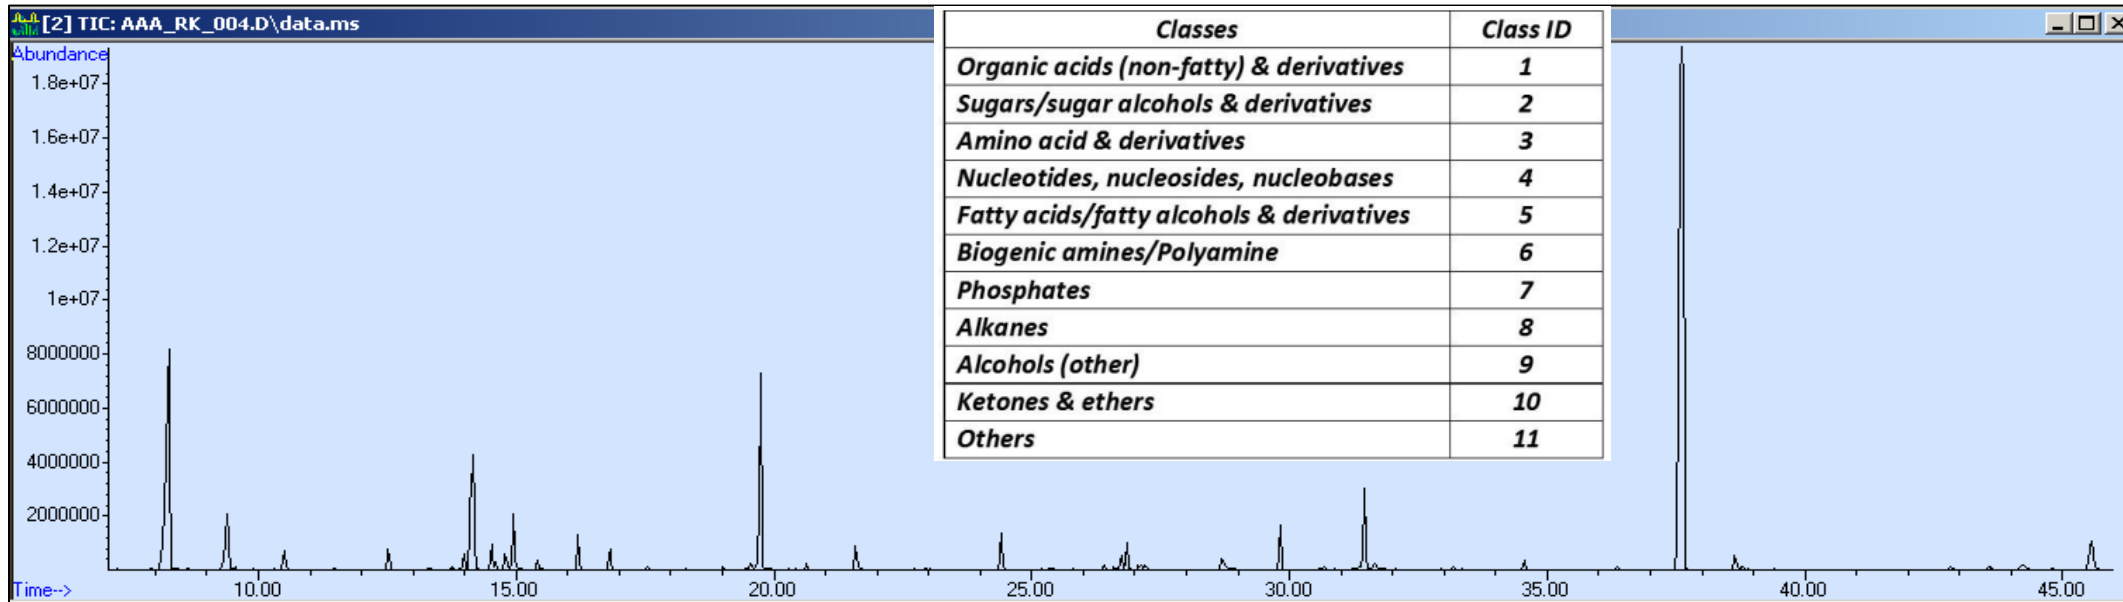 [2] TIC: AAA_RK_004.D\data.ms
Abundance
1.8e+07
1.6e+07
1.4e+07
1.2e+07
1e+07
8000000
6000000
4000000
2000000
Time-->
10.00 15.00 20.00 25.00 30.00 35.00 40.00 45.00
Classes Class ID
Organic acids (non-fatty) & derivatives 1
Sugars/sugar alcohols & derivatives 2
Amino acid & derivatives 3
Nucleotides, nucleosides, nucleobases 4
Fatty acids/fatty alcohols & derivatives 5
Biogenic amines/Polyamine 6
Phosphates 7
Alkanes 8
Alcohols (other) 9
Ketones & ethers 10
Others 11